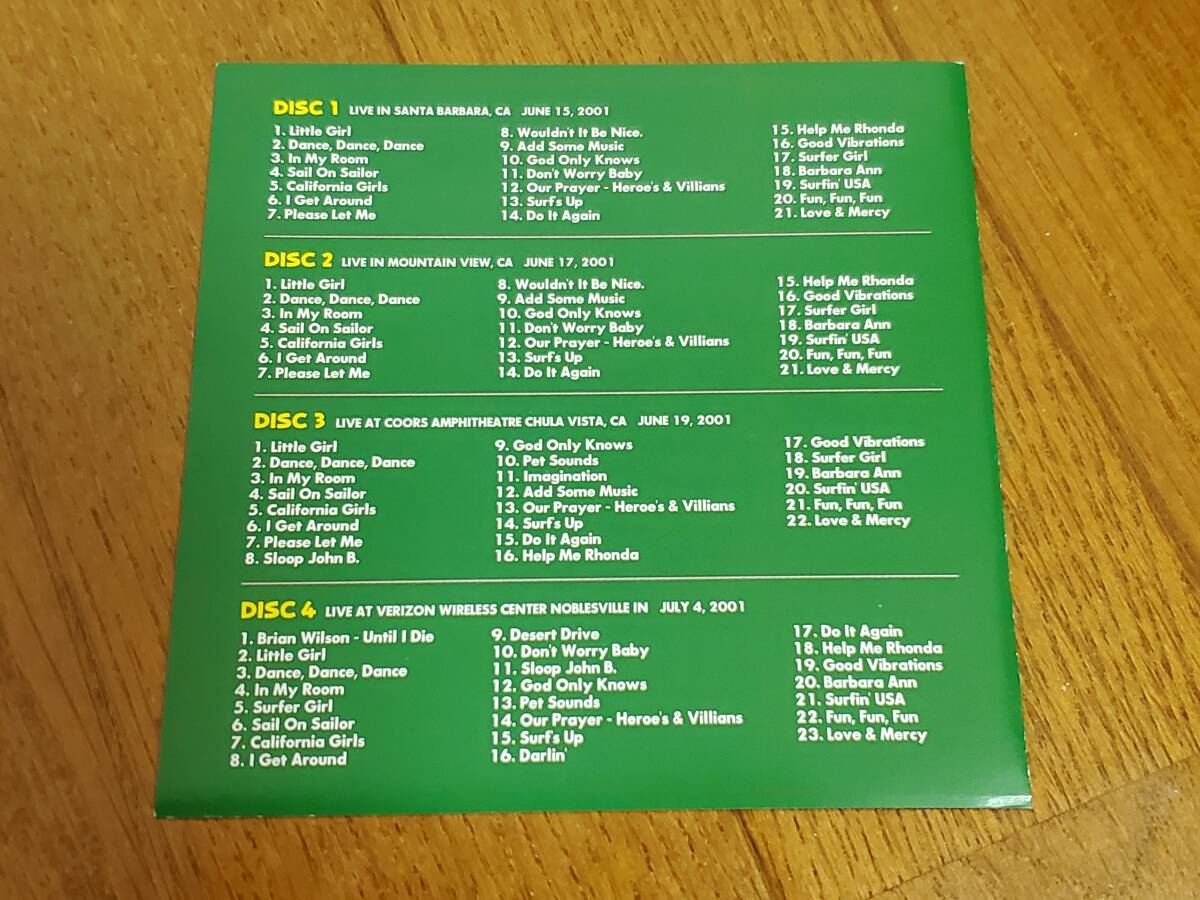 DISC 1 LIVE IN SANTA BARBARA, CA JUNE 15, 2001
1. Little Girl
2. Dance, Dance, Dance
3. In My Room
4. Sail On Sailor
5. California Girls
6. I Get Around
7. Please Let Me
8. Wouldn't It Be Nice.
9. Add Some Music
10. God Only Knows
11. Don't Worry Baby
12. Our Prayer - Heroe's & Villians
13. Surf's Up
14. Do It Again
15. Help Me Rhonda
16. Good Vibrations
17. Surfer Girl
18. Barbara Ann
19. Surfin' USA
20. Fun, Fun, Fun
21. Love & Mercy
DISC 2 LIVE IN MOUNTAIN VIEW, CA JUNE 17, 2001
1. Little Girl
2. Dance, Dance, Dance
3. In My Room
4. Sail On Sailor
5. California Girls
6. I Get Around
7. Please Let Me
8. Wouldn't It Be Nice.
9. Add Some Music
10. God Only Knows
11. Don't Worry Baby
12. Our Prayer - Heroe's & Villians
13. Surf's Up
14. Do It Again
15. Help Me Rhonda
16. Good Vibrations
17. Surfer Girl
18. Barbara Ann
19. Surfin' USA
20. Fun, Fun, Fun
21. Love & Mercy
DISC 3 LIVE AT COORS AMPHITHEATRE CHULA VISTA, CA JUNE 19, 2001
1. Little Girl
2. Dance, Dance, Dance
3. In My Room
4. Sail On Sailor
5. California Girls
6. I Get Around
7. Please Let Me
8. Sloop John B.
9. God Only Knows
10. Pet Sounds
11. Imagination
12. Add Some Music
13. Our Prayer - Heroe's & Villians
14. Surf's Up
15. Do It Again
16. Help Me Rhonda
17. Good Vibrations
18. Surfer Girl
19. Barbara Ann
20. Surfin' USA
21. Fun, Fun, Fun
22. Love & Mercy
DISC 4 LIVE AT VERIZON WIRELESS CENTER NOBLESVILLE IN JULY 4, 2001
1. Brian Wilson - Until I Die
2. Little Girl
3. Dance, Dance, Dance
4. In My Room
5. Surfer Girl
6. Sail On Sailor
7. California Girls
8. I Get Around
9. Desert Drive
10. Don't Worry Baby
11. Sloop John B.
12. God Only Knows
13. Pet Sounds
14. Our Prayer - Heroe's & Villians
15. Surf's Up
16. Darlin'
17. Do It Again
18. Help Me Rhonda
19. Good Vibrations
20. Barbara Ann
21. Surfin' USA
22. Fun, Fun, Fun
23. Love & Mercy